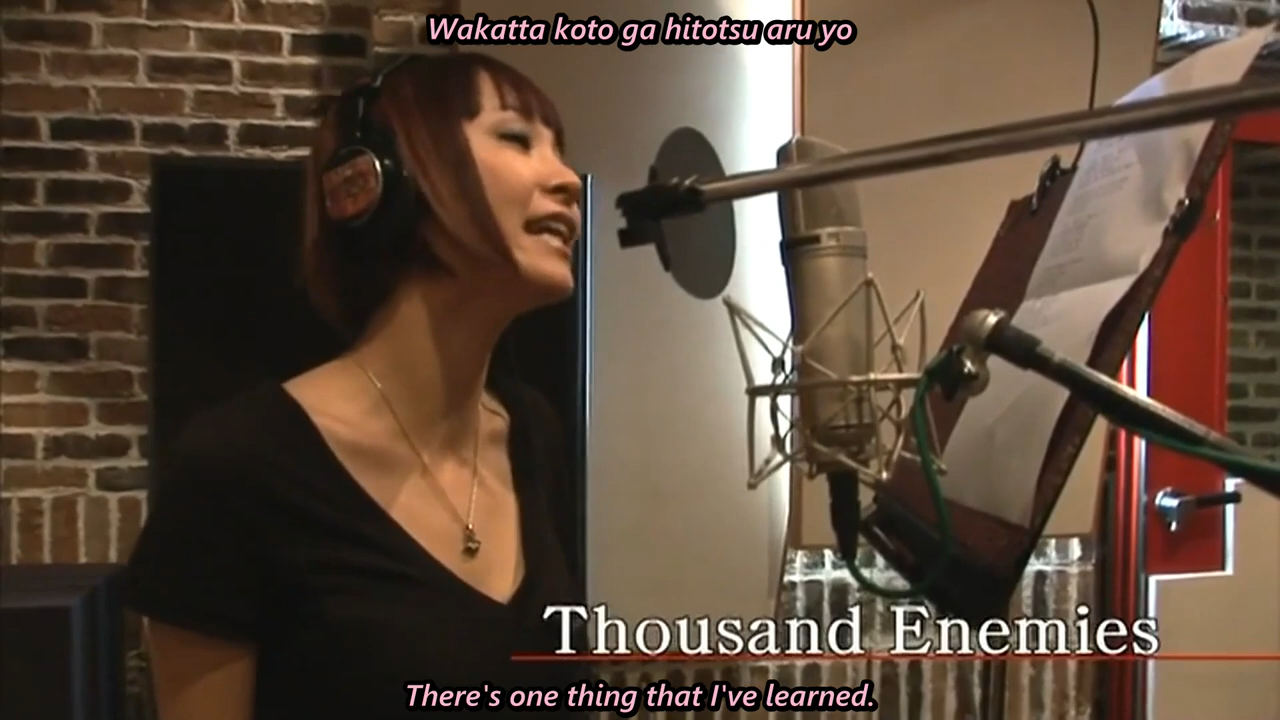 Wakatta koto ga hitotsu aru yo
Thousand Enemies
There's one thing that I've learned.